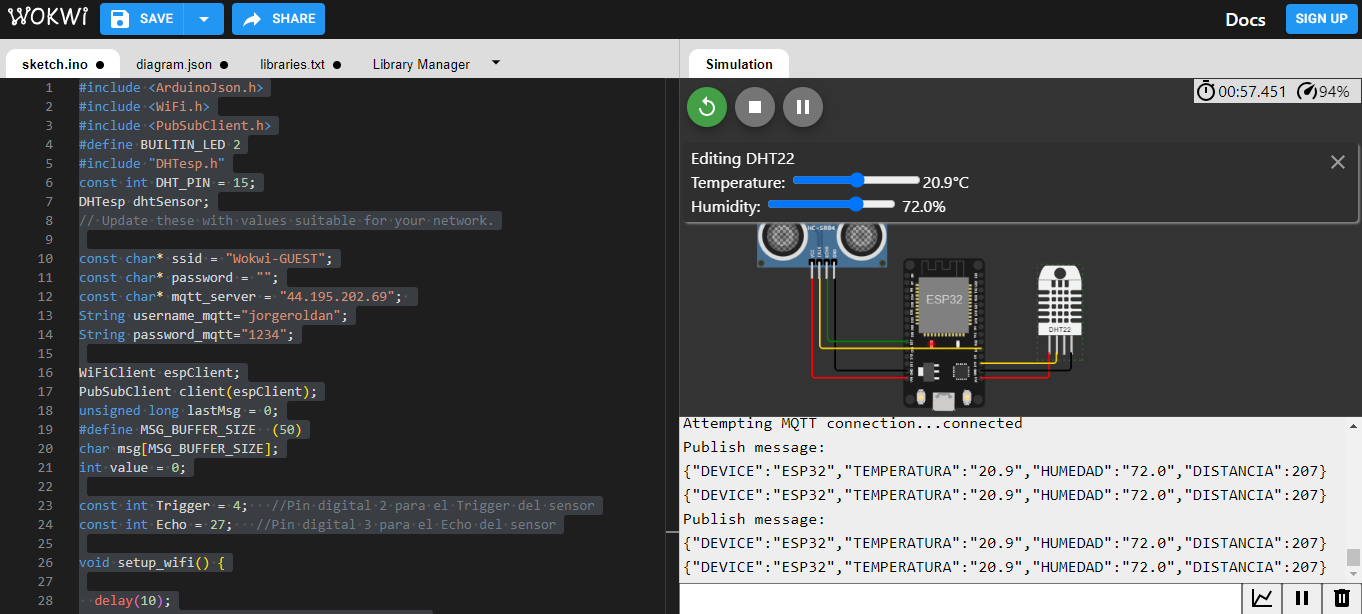 WOKWI
SAVE
SHARE
Docs
SIGN UP
sketch.ino
diagram.json
libraries.txt
Library Manager
1 #include <ArduinoJson.h>
2 #include <WiFi.h>
3 #include <PubSubClient.h>
4 #define BUILTIN_LED 2
5 #include "DHTesp.h"
6 const int DHT_PIN = 15;
7 DHTesp dhtSensor;
8 // Update these with values suitable for your network.
9
10 const char* ssid = "Wokwi-GUEST";
11 const char* password = "";
12 const char* mqtt_server = "44.195.202.69";
13 String username_mqtt="jorgeroldan";
14 String password_mqtt="1234";
15
16 WiFiClient espClient;
17 PubSubClient client(espClient);
18 unsigned long lastMsg = 0;
19 #define MSG_BUFFER_SIZE  (50)
20 char msg[MSG_BUFFER_SIZE];
21 int value = 0;
22
23 const int Trigger = 4;   //Pin digital 2 para el Trigger del sensor
24 const int Echo = 27;   //Pin digital 3 para el Echo del sensor
25
26 void setup_wifi() {
27
28   delay(10);
Simulation
00:57.451
94%
Editing DHT22
Temperature: 20.9°C
Humidity: 72.0%
HC-SR04
ESP32
DHT22
Attempting MQTT connection...connected
Publish message:
{"DEVICE":"ESP32","TEMPERATURA":"20.9","HUMEDAD":"72.0","DISTANCIA":207}
{"DEVICE":"ESP32","TEMPERATURA":"20.9","HUMEDAD":"72.0","DISTANCIA":207}
Publish message:
{"DEVICE":"ESP32","TEMPERATURA":"20.9","HUMEDAD":"72.0","DISTANCIA":207}
{"DEVICE":"ESP32","TEMPERATURA":"20.9","HUMEDAD":"72.0","DISTANCIA":207}